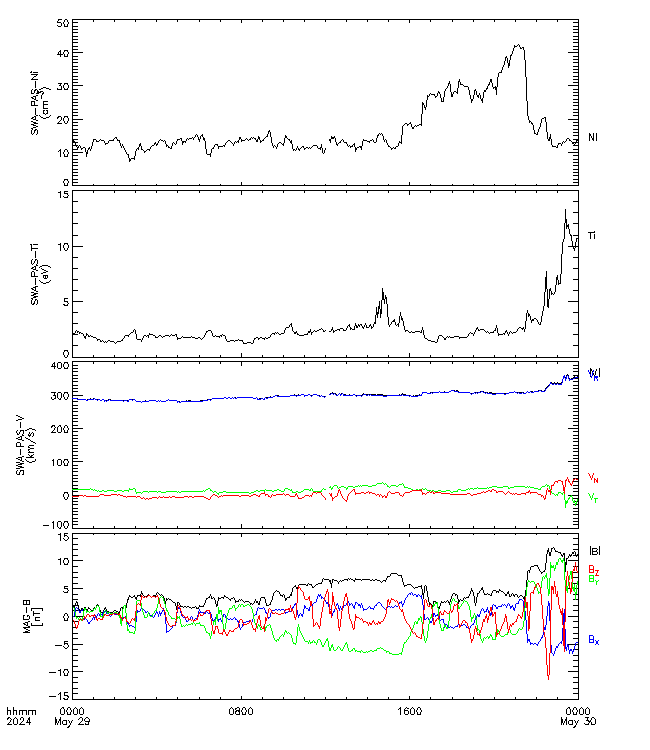 50
40
30
20
10
0
SWA-PAS-Ni
(cm⁻³)
Ni
15
10
5
0
SWA-PAS-Ti
(eV)
Ti
400
300
200
100
0
-100
SWA-PAS-V
(km/s)
|V|
V_R
V_N
V_T
15
10
5
0
-5
-10
-15
MAG-B
[nT]
|B|
B_Z
B_Y
B_X
hhmm 0000 0800 1600 0000
2024 May 29 May 30